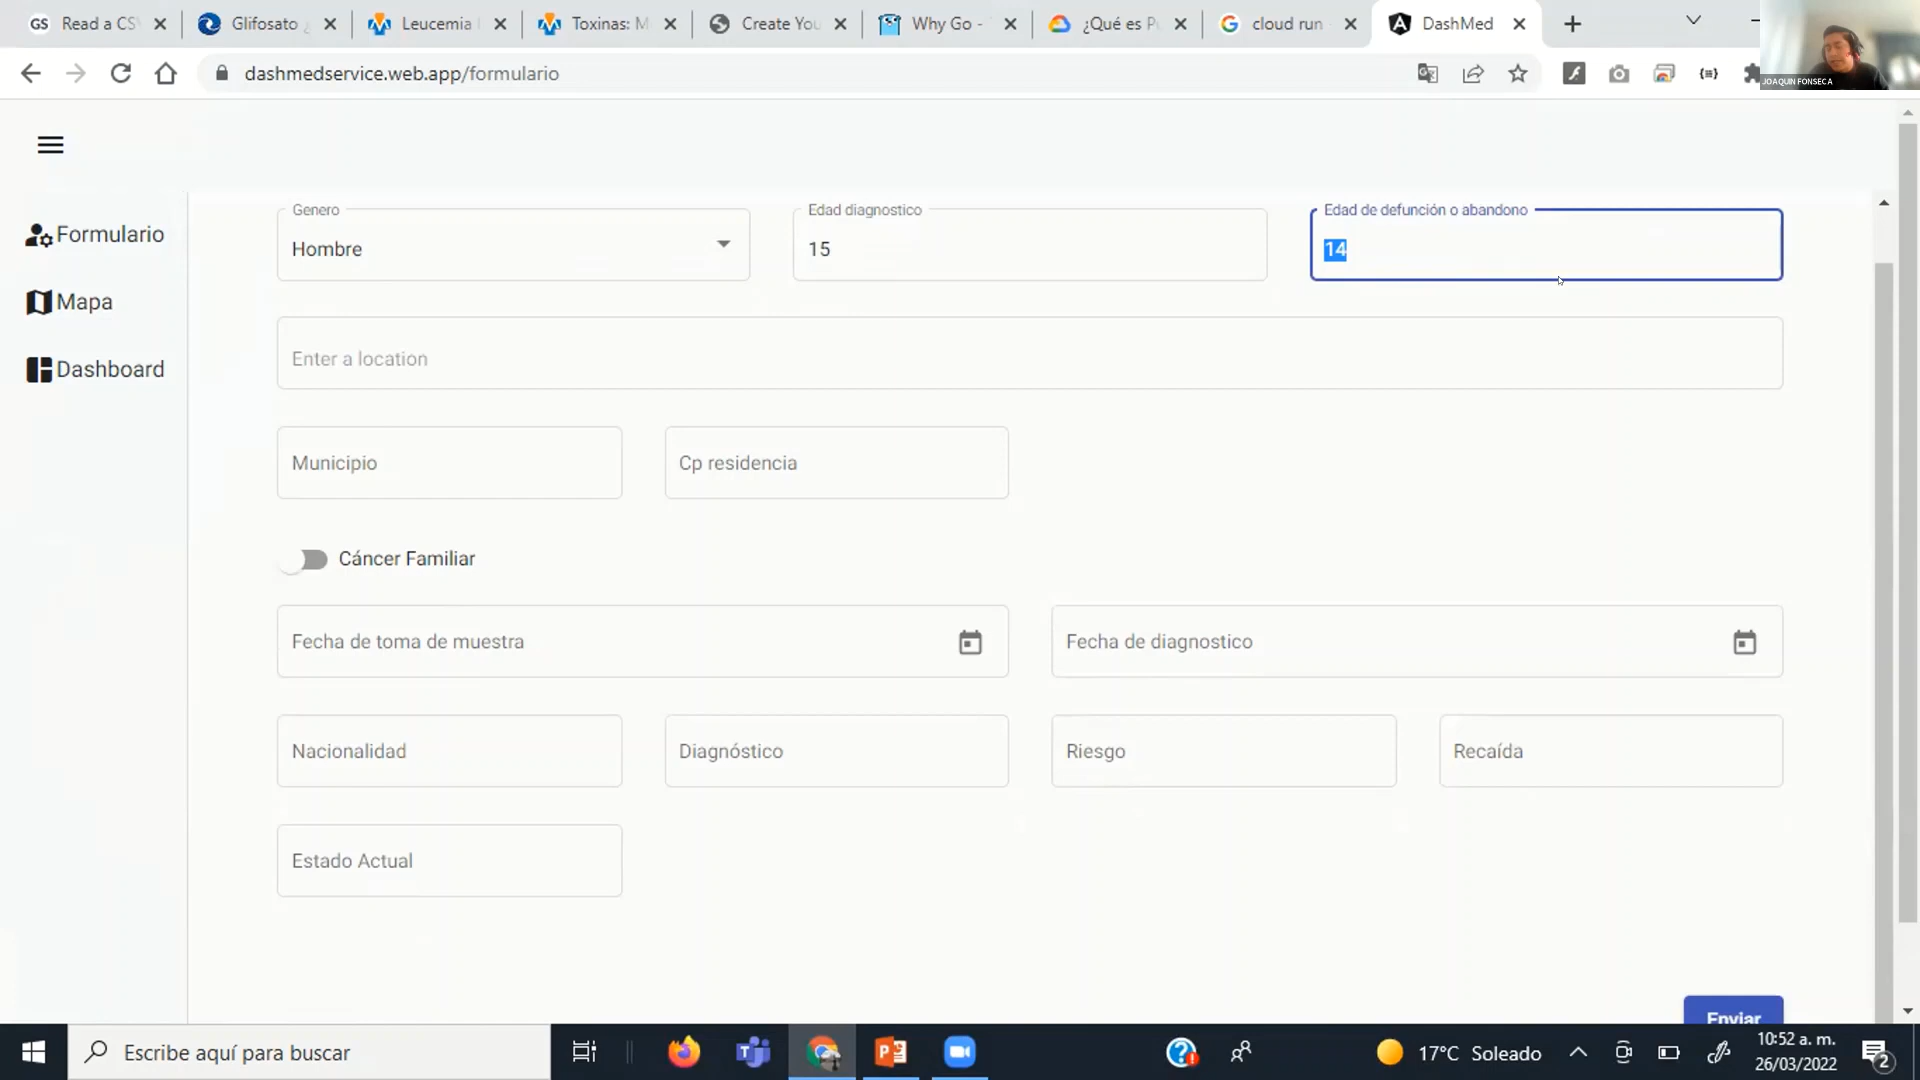 GS Read a CS
Glifosato ¿
Leucemia
Toxinas: M
Create You
Why Go -
¿Qué es P
cloud run
DashMed
dashmedservice.web.app/formulario
JOAQUIN FONSECA
Formulario
Mapa
Dashboard
Genero
Hombre
Edad diagnostico
15
Edad de defunción o abandono
14
Enter a location
Municipio
Cp residencia
Cáncer Familiar
Fecha de toma de muestra
Fecha de diagnostico
Nacionalidad
Diagnóstico
Riesgo
Recaída
Estado Actual
Enviar
Escribe aquí para buscar
17°C Soleado
10:52 a. m.
26/03/2022
2